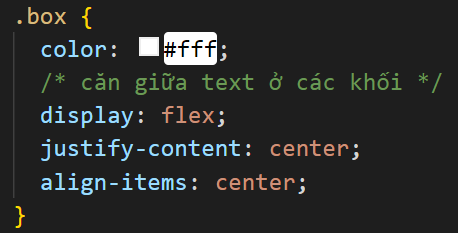 .box {
color: #fff;
/* căn giữa text ở các khối */
display: flex;
justify-content: center;
align-items: center;
}